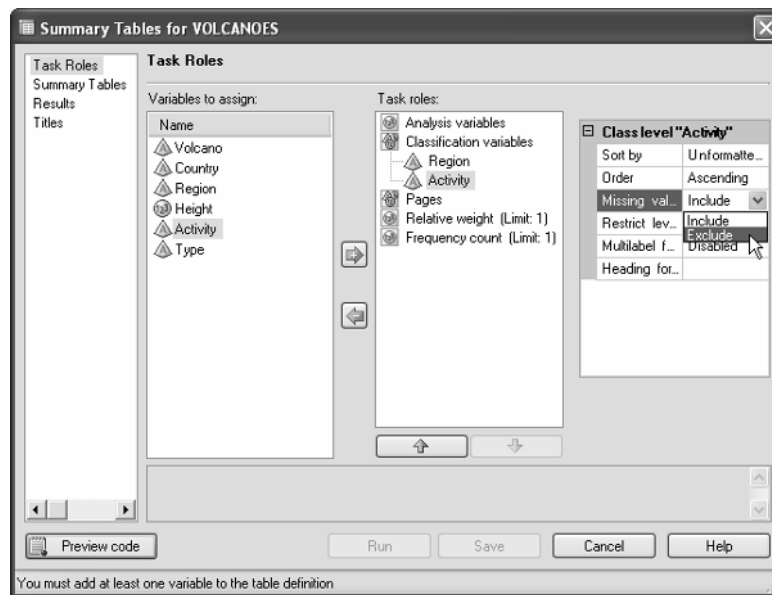 Summary Tables for VOLCANOES
Task Roles
Summary Tables
Results
Titles
Task Roles
Variables to assign:
Name
Volcano
Country
Region
Height
Activity
Type
Task roles:
Analysis variables
Classification variables
Region
Activity
Pages
Relative weight (Limit: 1)
Frequency count (Limit: 1)
Class level "Activity"
Sort by Unformatte...
Order Ascending
Missing val... Include
Include
Exclude
Restrict lev...
Multilabel f... Disabled
Heading for...
Preview code
Run
Save
Cancel
Help
You must add at least one variable to the table definition